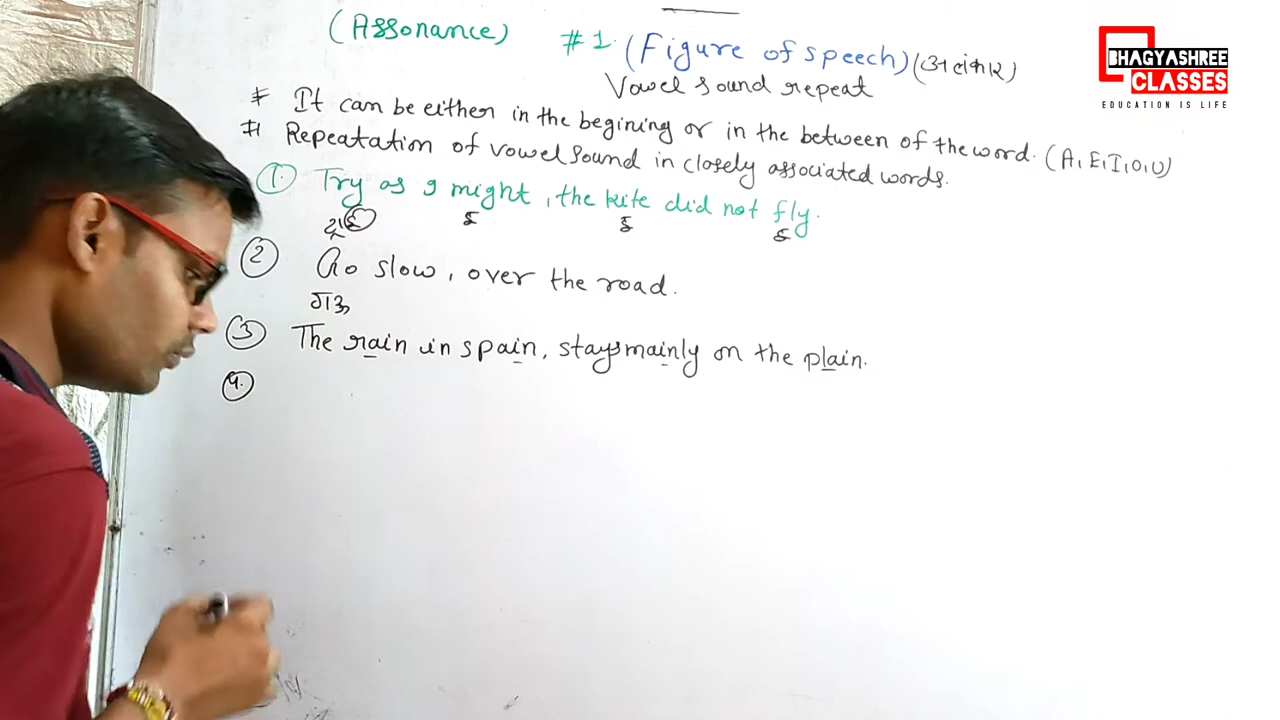 (Assonance) #1 (Figure of speech) (अलंकार)
Vowel sound repeat
# It can be either in the begining or in the between of the word. (A, E, I, O, U)
# Repeatation of vowel sound in closely associated words.
1. Try as I might, the kite did not fly.
ट्राइ इ इ इ
2 Go slow, over the road.
गोऊ
3 The rain in spain, stays mainly on the plain.
4.
BHAGYASHREE
CLASSES
EDUCATION IS LIFE